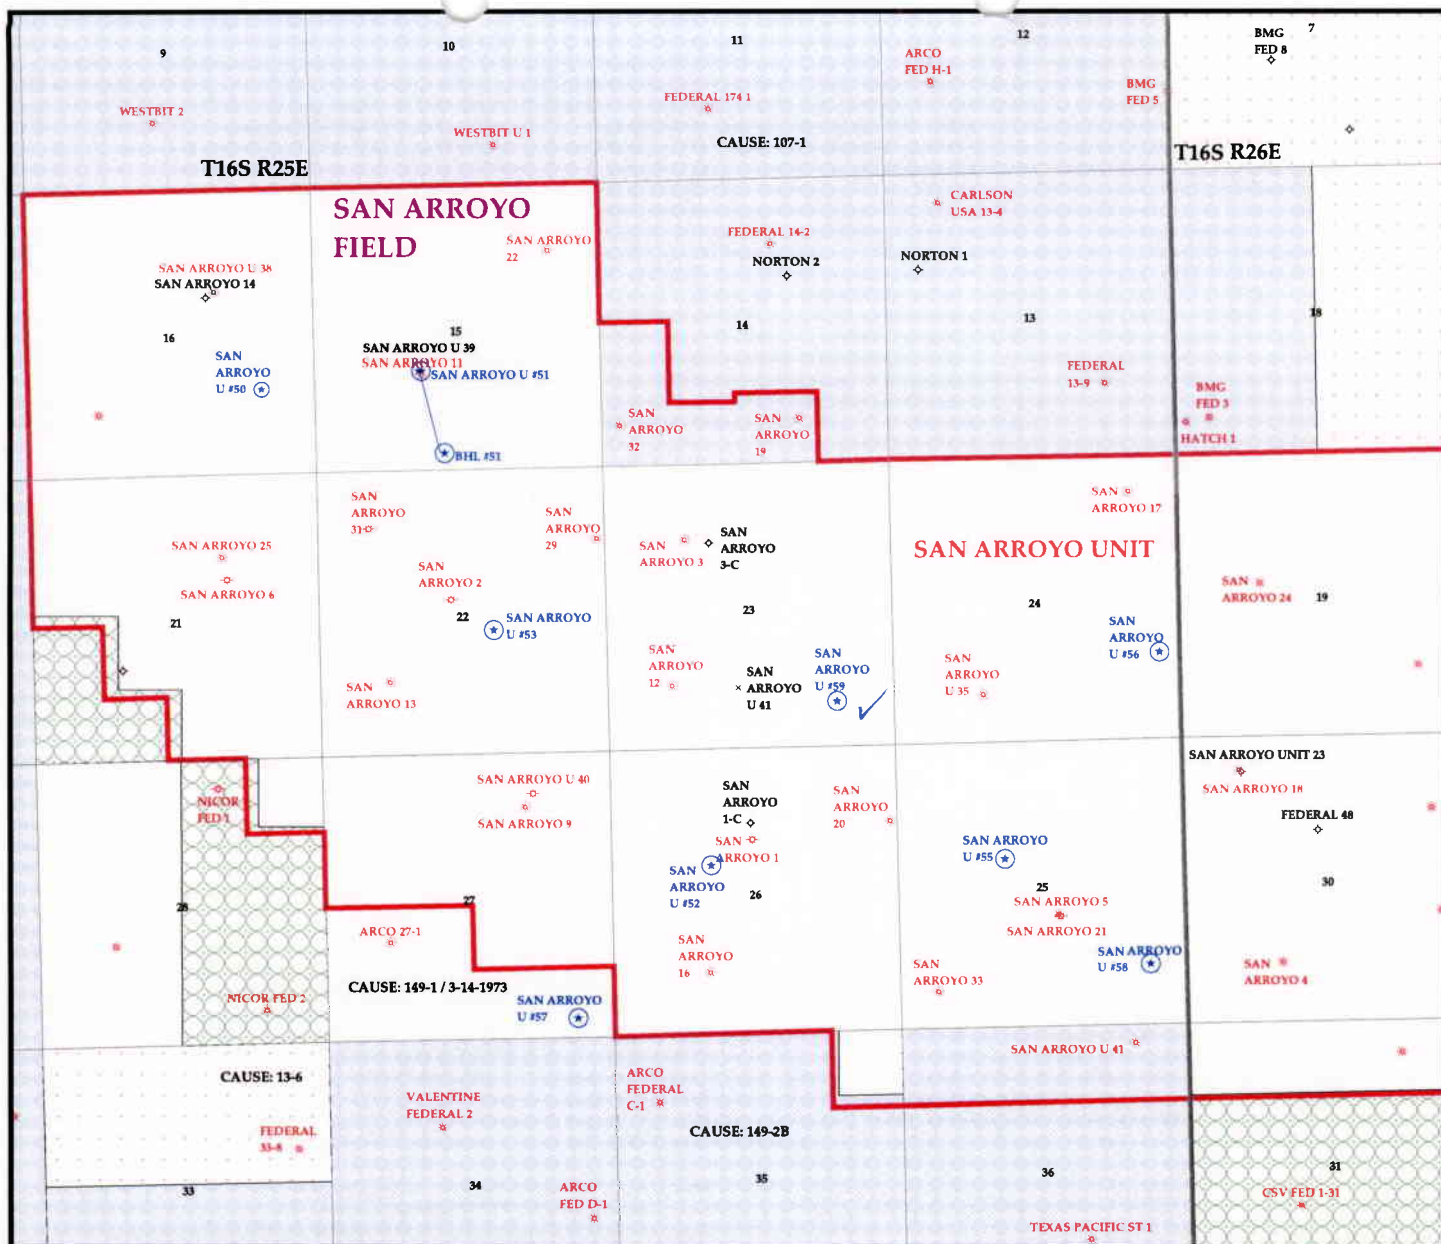 9
10
11
12
7
BMG
FED 8
ARCO
FED H-1
BMG
FED 5
WESTBIT 2
FEDERAL 174 1
WESTBIT U 1
CAUSE: 107-1
T16S R25E
T16S R26E
SAN ARROYO
FIELD
CARLSON
USA 13-4
SAN ARROYO
22
FEDERAL 14-2
NORTON 2
NORTON 1
SAN ARROYO U 38
SAN ARROYO 14
16
15
14
13
18
SAN ARROYO U 39
SAN ARROYO 11
SAN ARROYO U #51
SAN
ARROYO
U #50
FEDERAL
13-9
BMG
FED 3
HATCH 1
SAN
ARROYO
32
SAN
ARROYO
19
BHL #51
SAN
ARROYO
31
SAN
ARROYO
29
SAN
ARROYO 17
SAN ARROYO 25
SAN ARROYO 6
SAN
ARROYO 3
SAN
ARROYO
3-C
SAN ARROYO UNIT
SAN
ARROYO 2
SAN
ARROYO 24
19
21
22
23
24
SAN ARROYO
U #53
SAN
ARROYO
U #56
SAN
ARROYO
12
SAN
ARROYO
U 41
SAN
ARROYO
U #59
SAN
ARROYO
U 35
SAN
ARROYO 13
SAN ARROYO UNIT 23
SAN ARROYO 18
NICOR
FED 1
SAN ARROYO U 40
SAN ARROYO 9
SAN
ARROYO
1-C
SAN
ARROYO 1
SAN
ARROYO
20
FEDERAL 48
SAN ARROYO
U #55
SAN
ARROYO
U #52
28
27
26
25
30
SAN ARROYO 5
SAN ARROYO 21
ARCO 27-1
SAN
ARROYO
16
SAN
ARROYO 33
SAN ARROYO
U #58
SAN
ARROYO 4
NICOR FED 2
CAUSE: 149-1 / 3-14-1973
SAN ARROYO
U #57
SAN ARROYO U 41
CAUSE: 13-6
VALENTINE
FEDERAL 2
ARCO
FEDERAL
C-1
FEDERAL
33-8
CAUSE: 149-2B
33
34
35
36
31
ARCO
FED D-1
CSV FED 1-31
TEXAS PACIFIC ST 1